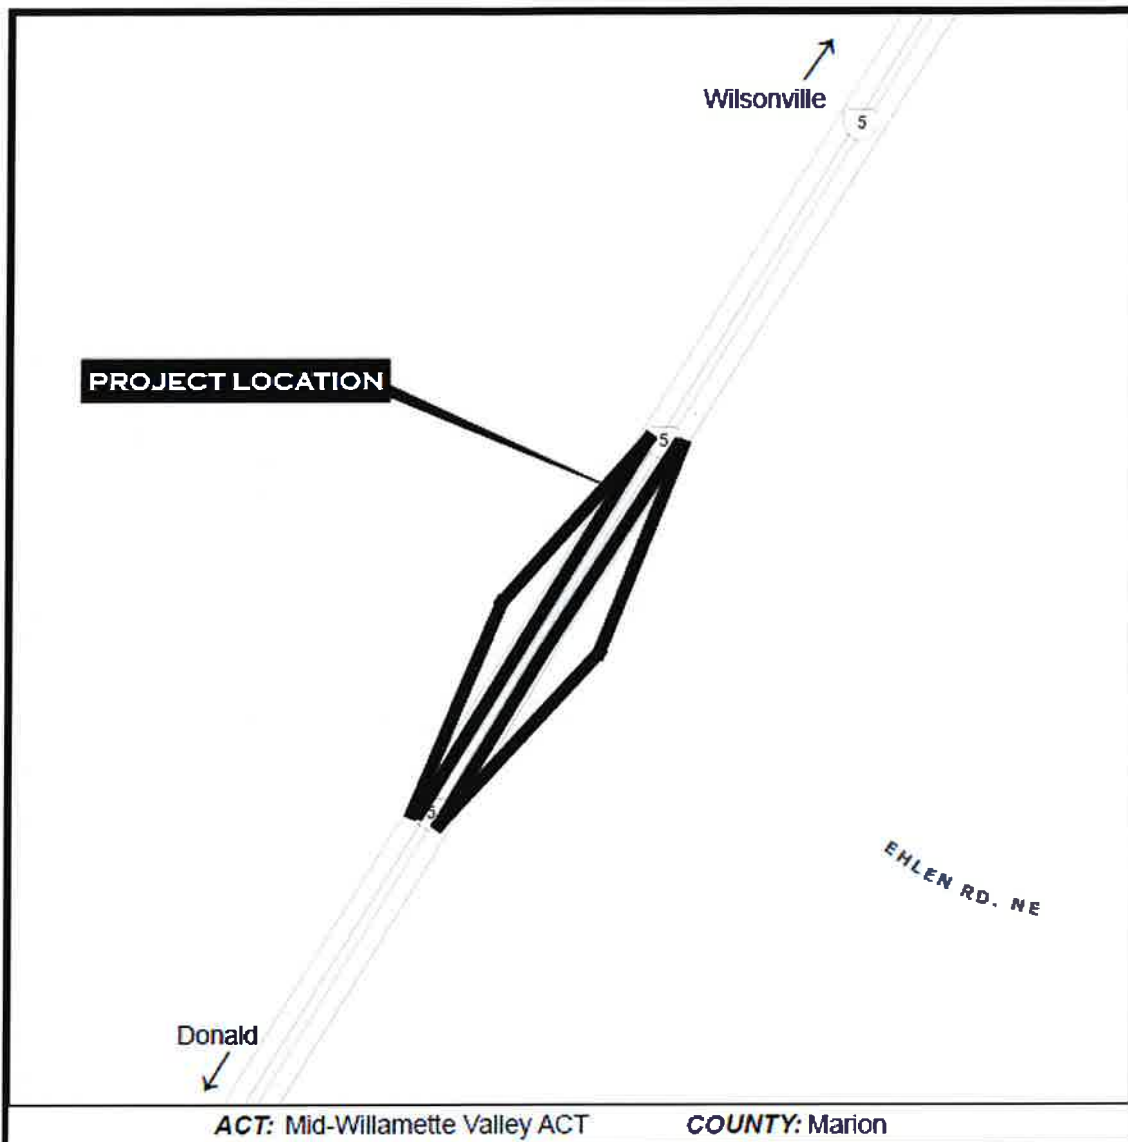 Wilsonville
5
PROJECT LOCATION
5
5
EHLEN RD. NE
Donald
ACT: Mid-Willamette Valley ACT COUNTY: Marion